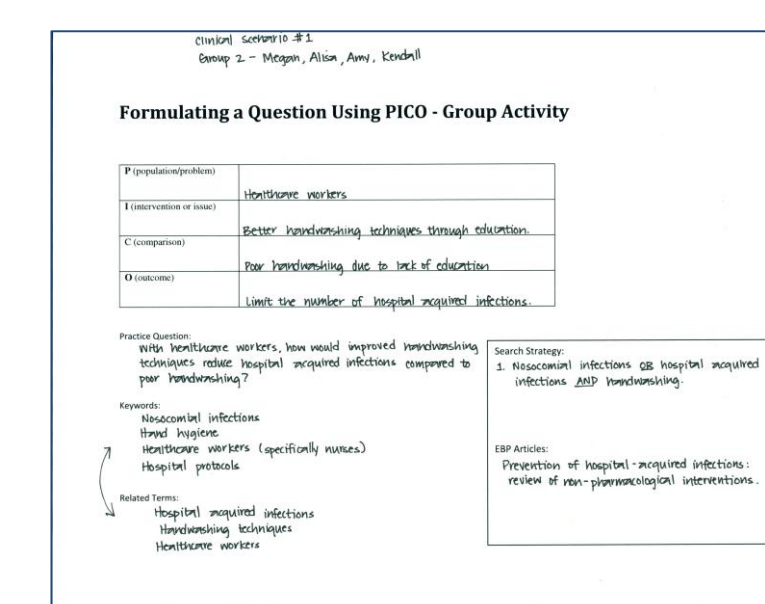 Clinical Scenario #1
Group 2 - Megan, Alisa, Amy, Kendall
Formulating a Question Using PICO - Group Activity
P (population/problem)
Healthcare workers
I (intervention or issue)
Better handwashing techniques through education.
C (comparison)
Poor handwashing due to lack of education
O (outcome)
Limit the number of hospital acquired infections.
Practice Question:
With healthcare workers, how would improved handwashing
techniques reduce hospital acquired infections compared to
poor handwashing?
Keywords:
Nosocomial infections
Hand hygiene
Healthcare workers (specifically nurses)
Hospital protocols
Related Terms:
Hospital acquired infections
Handwashing techniques
Healthcare workers
Search Strategy:
1. Nosocomial infections OR hospital acquired
infections AND handwashing.
EBP Articles:
Prevention of hospital-acquired infections:
review of non-pharmacological interventions.